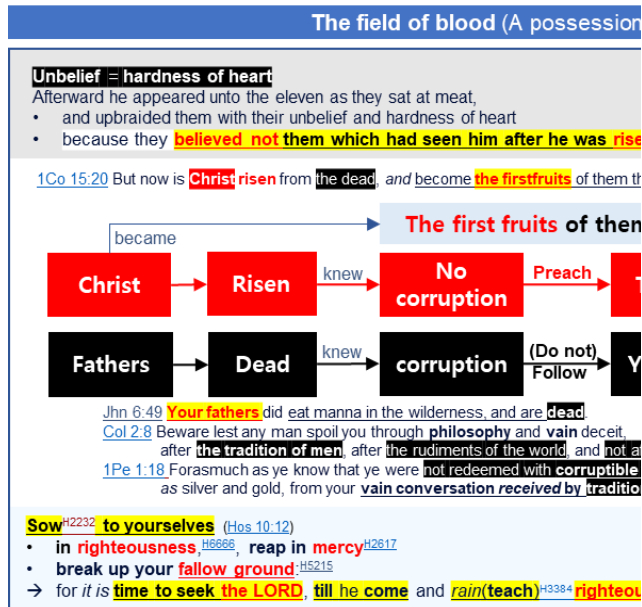 The field of blood (A possession
Unbelief = hardness of heart
Afterward he appeared unto the eleven as they sat at meat,
• and upbraided them with their unbelief and hardness of heart
• because they believed not them which had seen him after he was rise
1Co 15:20 But now is Christ risen from the dead, and become the firstfruits of them th
became
The first fruits of them
Christ
Risen
knew
No corruption
Preach
T
Fathers
Dead
knew
corruption
(Do not) Follow
Y
Jhn 6:49 Your fathers did eat manna in the wilderness, and are dead.
Col 2:8 Beware lest any man spoil you through philosophy and vain deceit,
after the tradition of men, after the rudiments of the world, and not a
1Pe 1:18 Forasmuch as ye know that ye were not redeemed with corruptible
as silver and gold, from your vain conversation received by traditio
Sow H2232 to yourselves (Hos 10:12)
• in righteousness, H6666, reap in mercy H2617
• break up your fallow ground: H5215
→ for it is time to seek the LORD, till he come and rain(teach) H3384 righteou